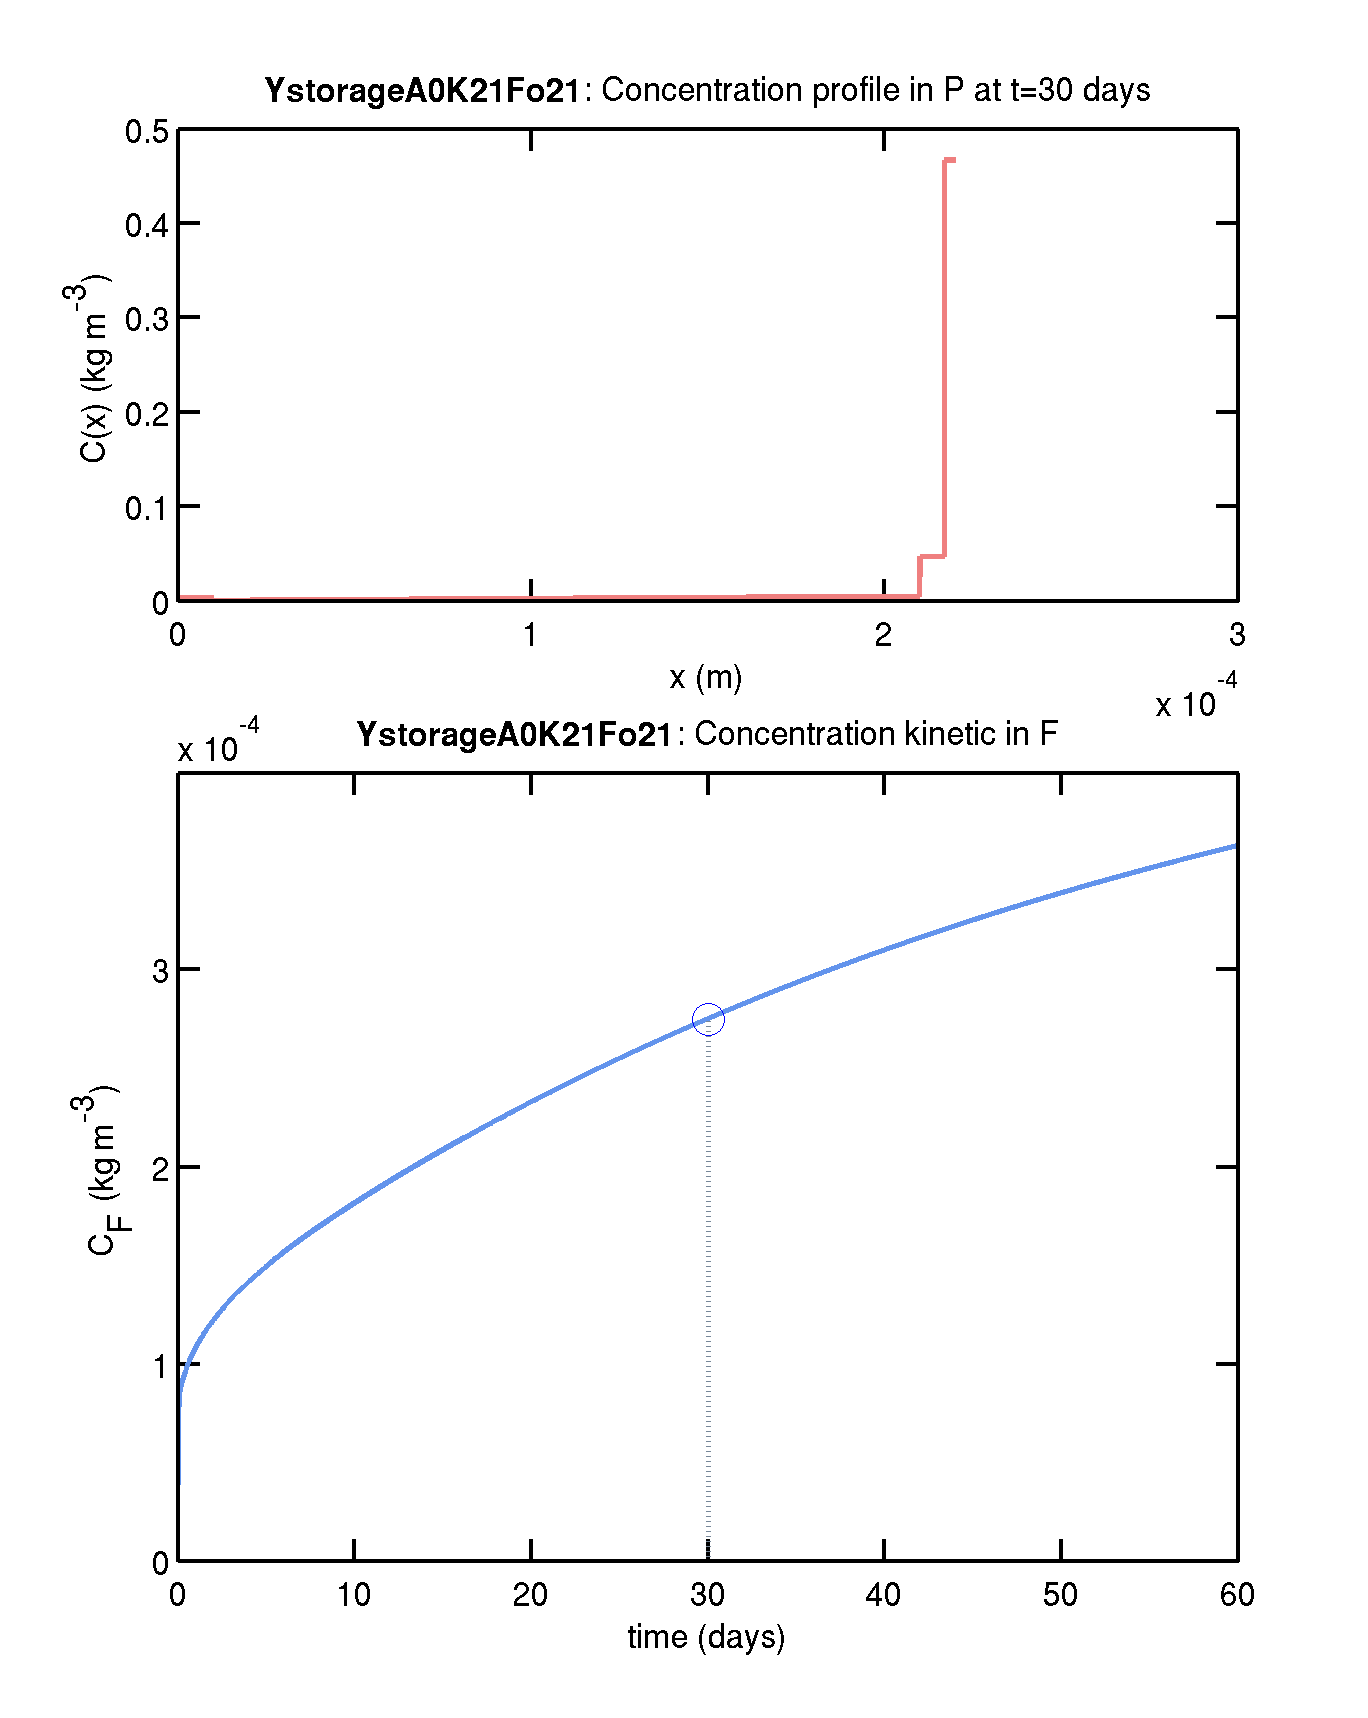 YstorageA0K21Fo21: Concentration profile in P at t=30 days
0.5
0.4
0.3
0.2
0.1
0
C(x) (kg m-3)
0 1 2 3
x (m)
x 10-4
x 10-4
YstorageA0K21Fo21: Concentration kinetic in F
3
2
1
0
CF (kg m-3)
0 10 20 30 40 50 60
time (days)